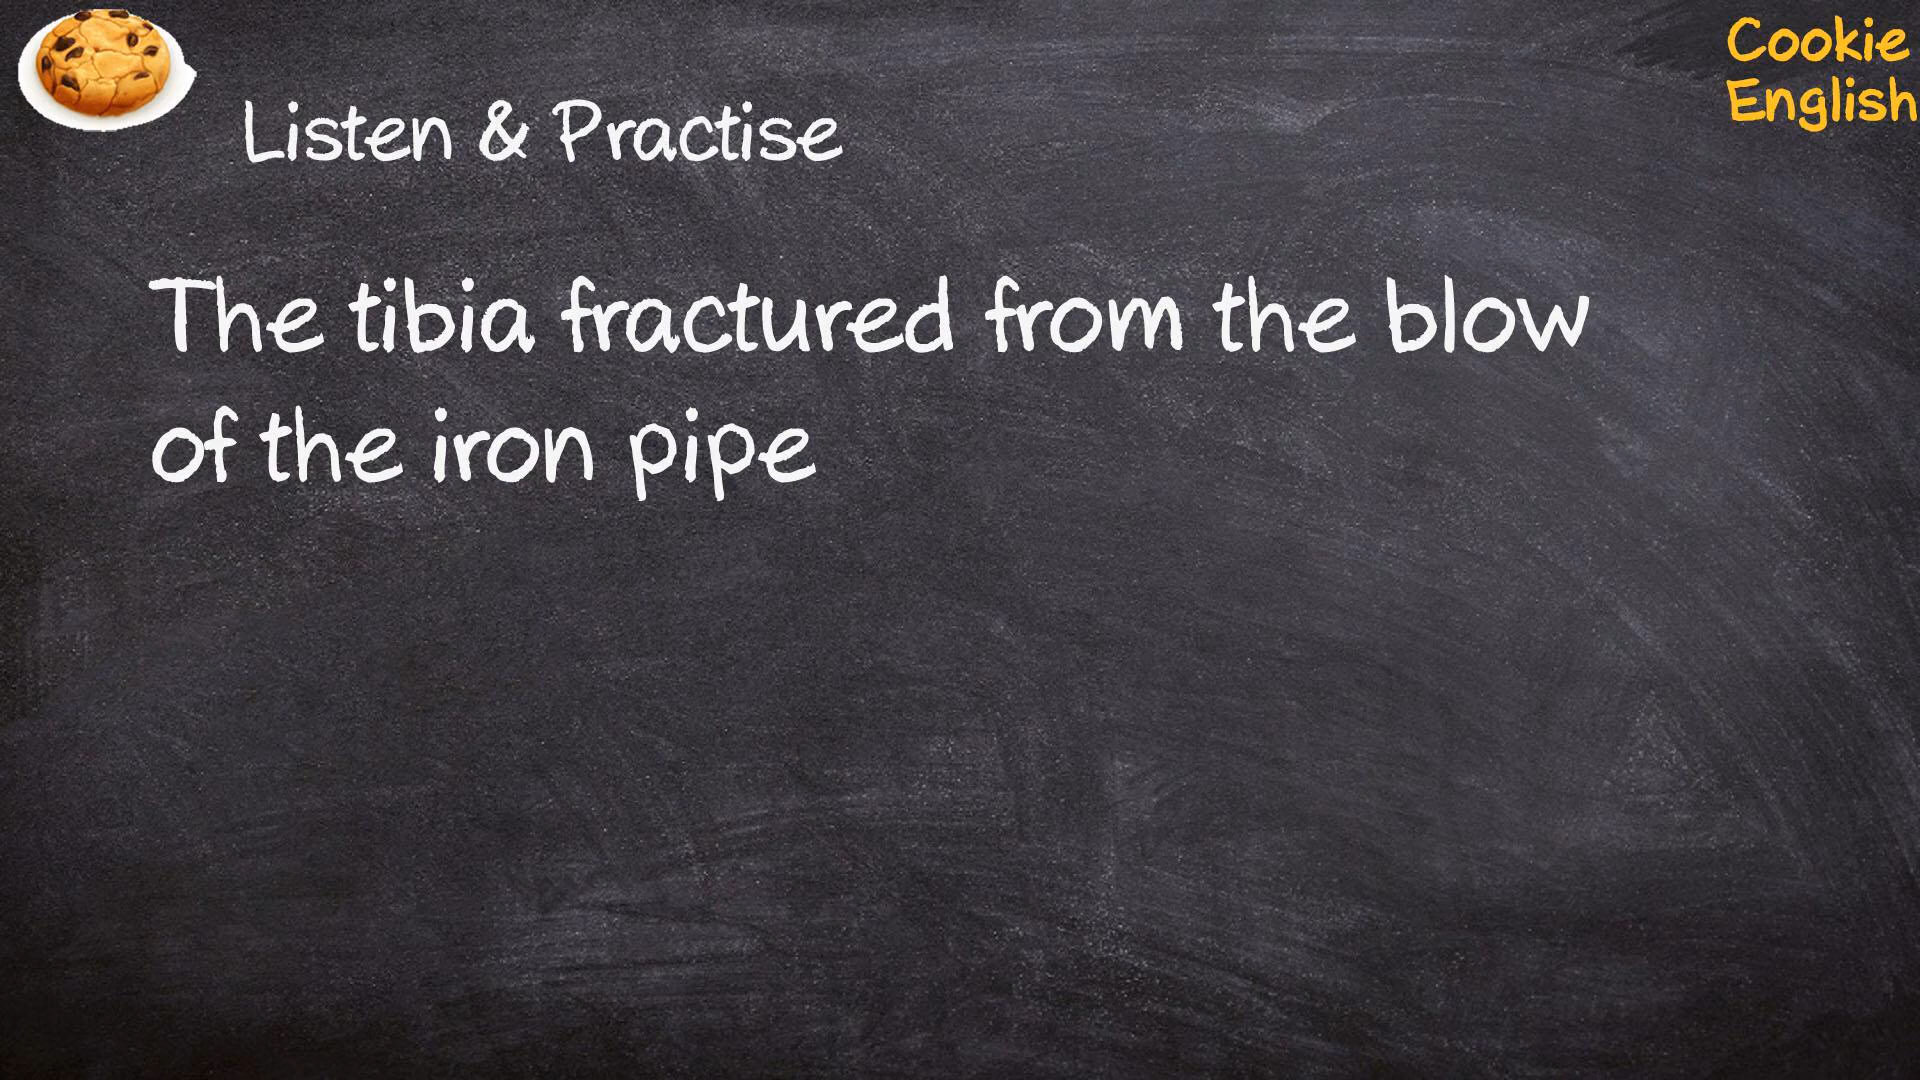 Cookie
English
Listen & Practise
The tibia fractured from the blow
of the iron pipe